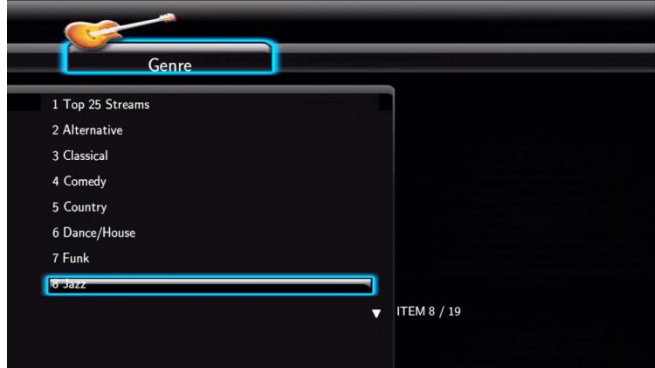 Genre
1 Top 25 Streams
2 Alternative
3 Classical
4 Comedy
5 Country
6 Dance/House
7 Funk
8 Jazz
ITEM 8 / 19